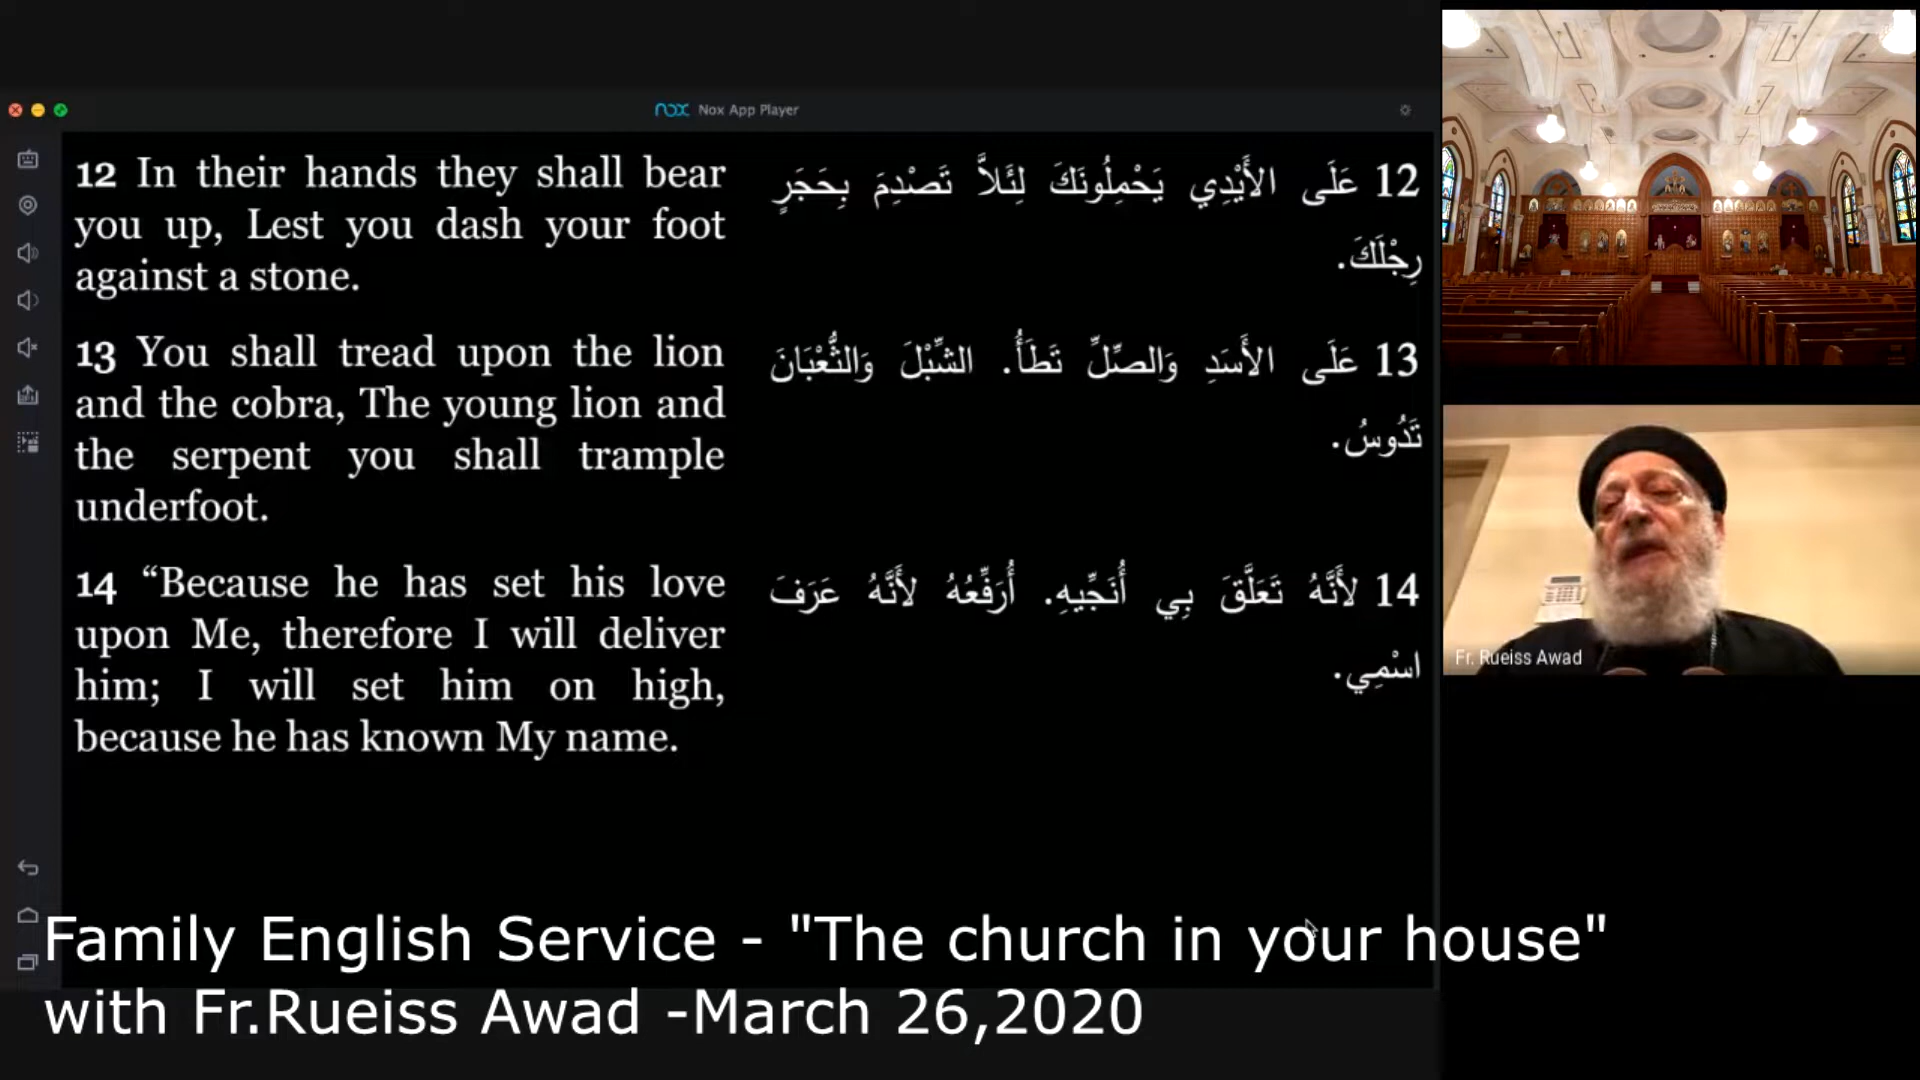 nox Nox App Player
12 In their hands they shall bear
you up, Lest you dash your foot
against a stone.
13 You shall tread upon the lion
and the cobra, The young lion and
the serpent you shall trample
underfoot.
14 “Because he has set his love
upon Me, therefore I will deliver
him; I will set him on high,
because he has known My name.
12 عَلَى الأَيْدِي يَحْمِلُونَكَ لِئَلاَّ تَصْدِمَ بِحَجَرٍ
رِجْلَكَ.
13 عَلَى الأَسَدِ وَالصِّلِّ تَطَأُ. الشِّبْلَ وَالثُّعْبَانَ
تَدُوسُ.
14 لأَنَّهُ تَعَلَّقَ بِي أُنَجِّيهِ. أُرَفِّعُهُ لأَنَّهُ عَرَفَ
اسْمِي.
Fr. Rueiss Awad
Family English Service - "The church in your house"
with Fr.Rueiss Awad -March 26,2020